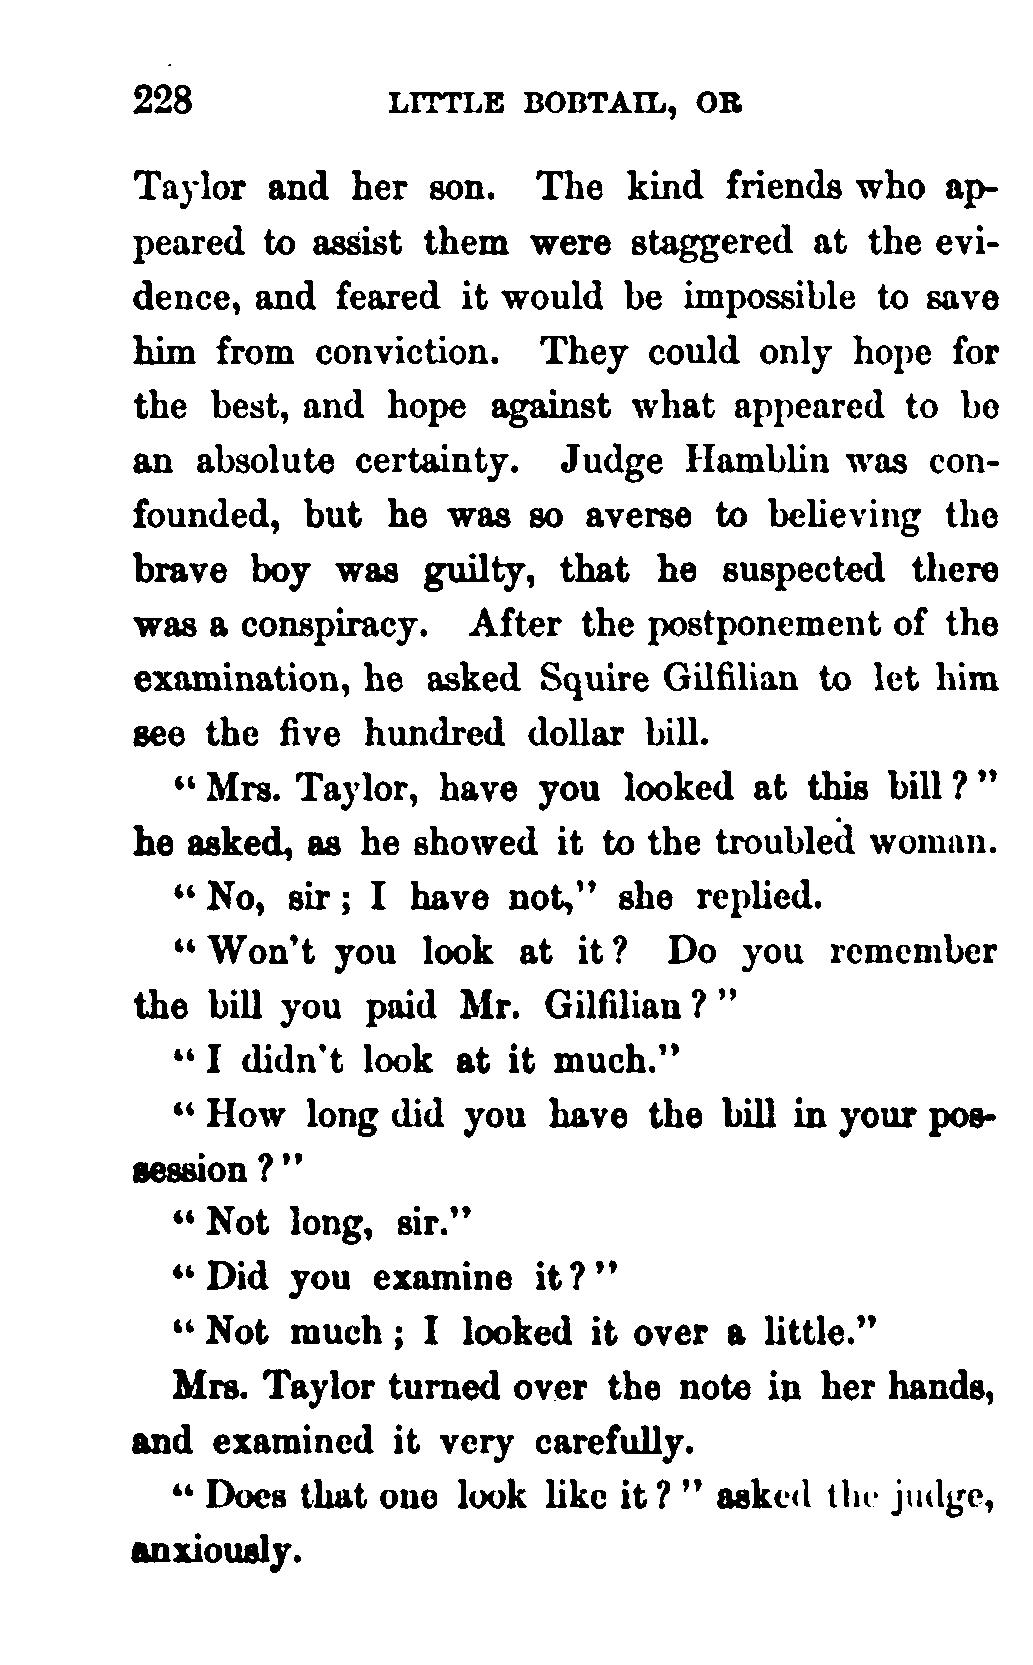 228 LITTLE BOBTAIL, OR
Taylor and her son. The kind friends who ap-
peared to assist them were staggered at the evi-
dence, and feared it would be impossible to save
him from conviction. They could only hope for
the best, and hope against what appeared to be
an absolute certainty. Judge Hamblin was con-
founded, but he was so averse to believing the
brave boy was guilty, that he suspected there
was a conspiracy. After the postponement of the
examination, he asked Squire Gilfilian to let him
see the five hundred dollar bill.
"Mrs. Taylor, have you looked at this bill?"
he asked, as he showed it to the troubled woman.
"No, sir; I have not," she replied.
"Won't you look at it? Do you remember
the bill you paid Mr. Gilfilian?"
"I didn't look at it much."
"How long did you have the bill in your pos-
session?"
"Not long, sir."
"Did you examine it?"
"Not much; I looked it over a little."
Mrs. Taylor turned over the note in her hands,
and examined it very carefully.
"Does that one look like it?" asked the judge,
anxiously.